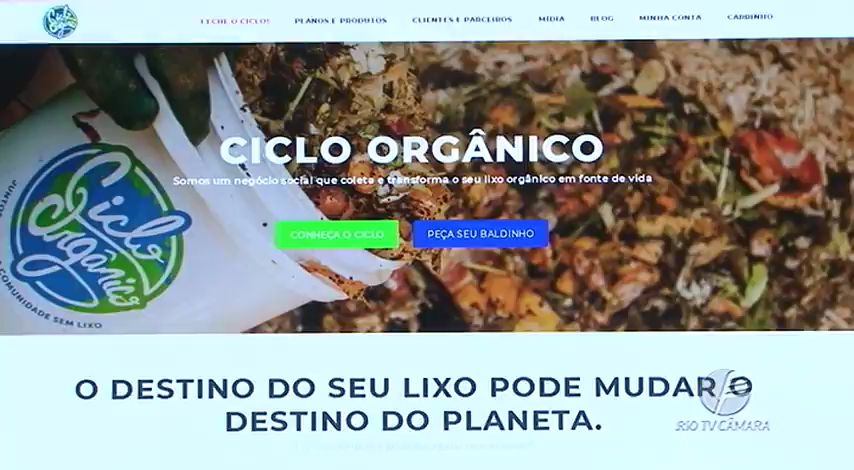 FECHE O CICLO! PLANOS E PRODUTOS CLIENTES E PARCEIROS MÍDIA BLOG MINHA CONTA CARRINHO
Ciclo Orgânico
CICLO ORGÂNICO
Somos um negócio social que coleta e transforma o seu lixo orgânico em fonte de vida
CONHEÇA O CICLO PEÇA SEU BALDINHO
Ciclo
Orgânico
COMUNIDADE SEM LIXO
O DESTINO DO SEU LIXO PODE MUDAR O
DESTINO DO PLANETA.
RIO TV CÂMARA